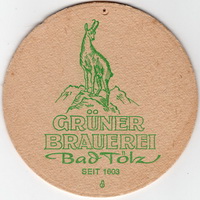 GRÜNER
BRAUEREI
Bad Tölz
SEIT 1603